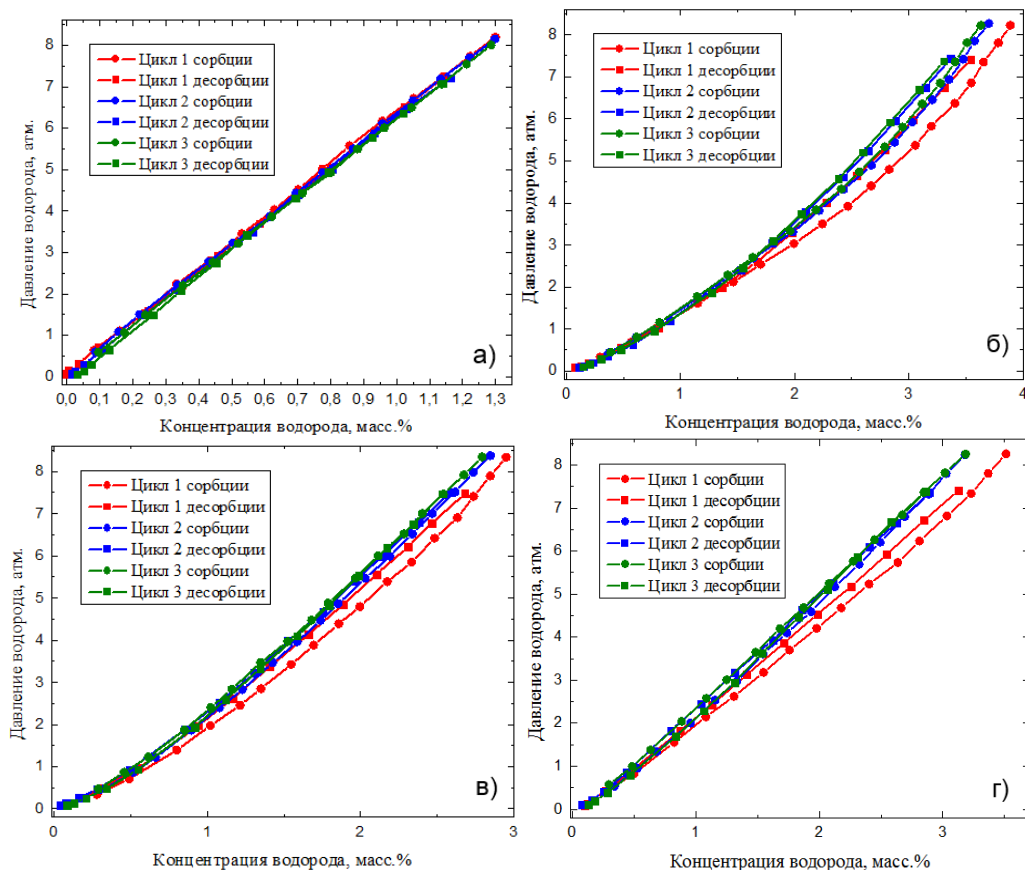 Давление водорода, атм.
8
7
6
5
4
3
2
1
0
Цикл 1 сорбции
Цикл 1 десорбции
Цикл 2 сорбции
Цикл 2 десорбции
Цикл 3 сорбции
Цикл 3 десорбции
а)
0,0 0,1 0,2 0,3 0,4 0,5 0,6 0,7 0,8 0,9 1,0 1,1 1,2 1,3
Концентрация водорода, масс.%
Давление водорода, атм.
8
7
6
5
4
3
2
1
0
Цикл 1 сорбции
Цикл 1 десорбции
Цикл 2 сорбции
Цикл 2 десорбции
Цикл 3 сорбции
Цикл 3 десорбции
б)
0 1 2 3 4
Концентрация водорода, масс.%
Давление водорода, атм.
8
7
6
5
4
3
2
1
0
Цикл 1 сорбции
Цикл 1 десорбции
Цикл 2 сорбции
Цикл 2 десорбции
Цикл 3 сорбции
Цикл 3 десорбции
в)
0 1 2 3
Концентрация водорода, масс.%
Давление водорода, атм.
8
7
6
5
4
3
2
1
0
Цикл 1 сорбции
Цикл 1 десорбции
Цикл 2 сорбции
Цикл 2 десорбции
Цикл 3 сорбции
Цикл 3 десорбции
г)
0 1 2 3
Концентрация водорода, масс.%